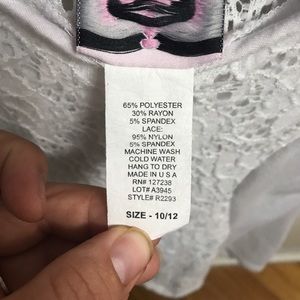 65% POLYESTER
30% RAYON
5% SPANDEX
LACE:
95% NYLON
5% SPANDEX
MACHINE WASH
COLD WATER
HANG TO DRY
MADE IN U S A
RN# 127238
LOT# A3945
STYLE# R2293
SIZE - 10/12